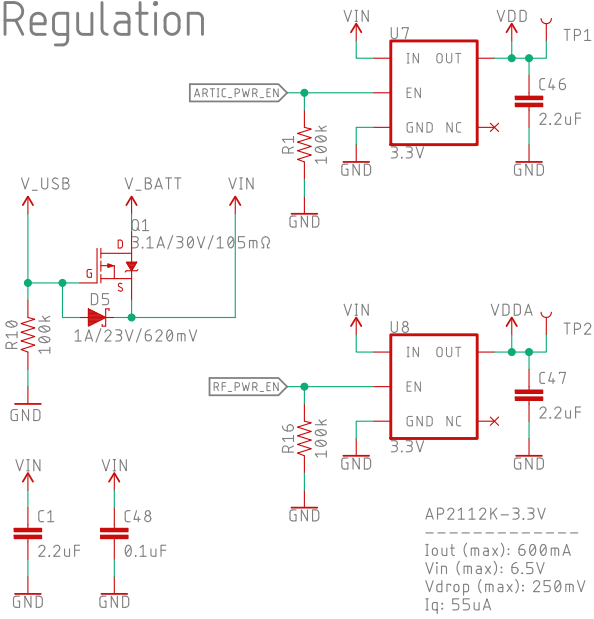 Regulation
VIN
U7
VDD
TP1
IN OUT
C46
ARTIC_PWR_EN
EN
2.2uF
R1
100k
GND NC
3.3V
GND
GND
GND
V_USB
V_BATT
VIN
Q1
D
3.1A/30V/105mΩ
G
S
D5
1A/23V/620mV
R10
100k
GND
VIN
U8
VDDA
TP2
IN OUT
C47
RF_PWR_EN
EN
2.2uF
R16
100k
GND NC
3.3V
GND
GND
GND
VIN
VIN
C1
C48
2.2uF
0.1uF
GND
GND
AP2112K-3.3V
--------------
Iout (max): 600mA
Vin (max): 6.5V
Vdrop (max): 250mV
Iq: 55uA